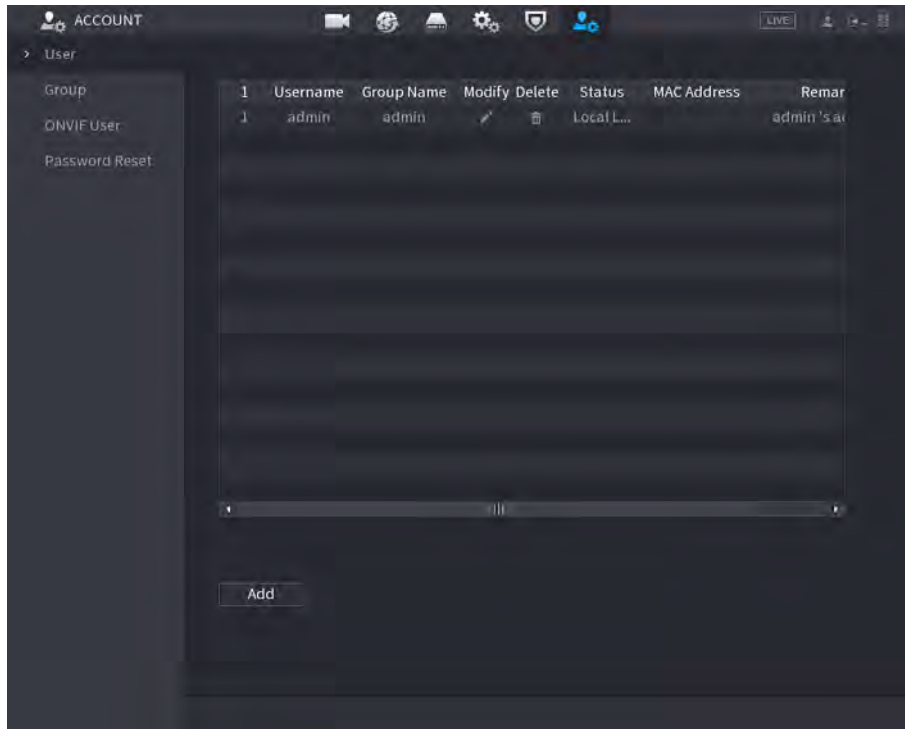 ACCOUNT LIVE
User
Group
ONVIF User
Password Reset
1 Username Group Name Modify Delete Status MAC Address Remar
1 admin admin Local L... admin 's a
Add